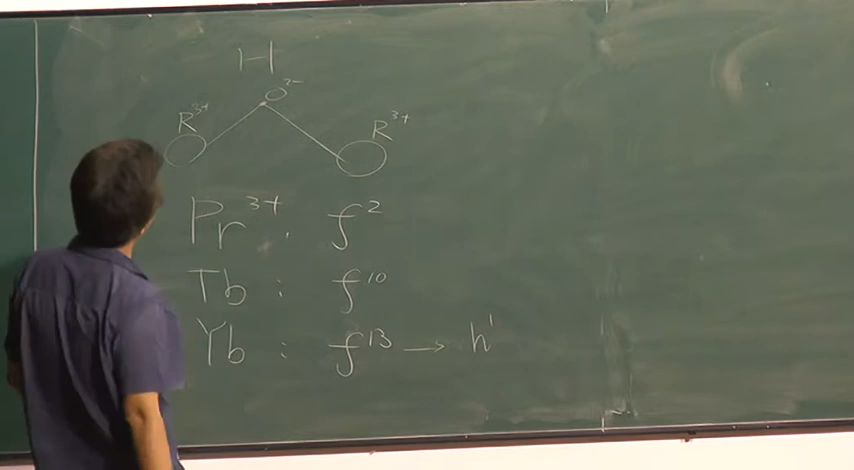 H
O²⁻
R³⁺ R³⁺
Pr³⁺ : f²
Tb : f¹⁰
Yb : f¹³ → h¹